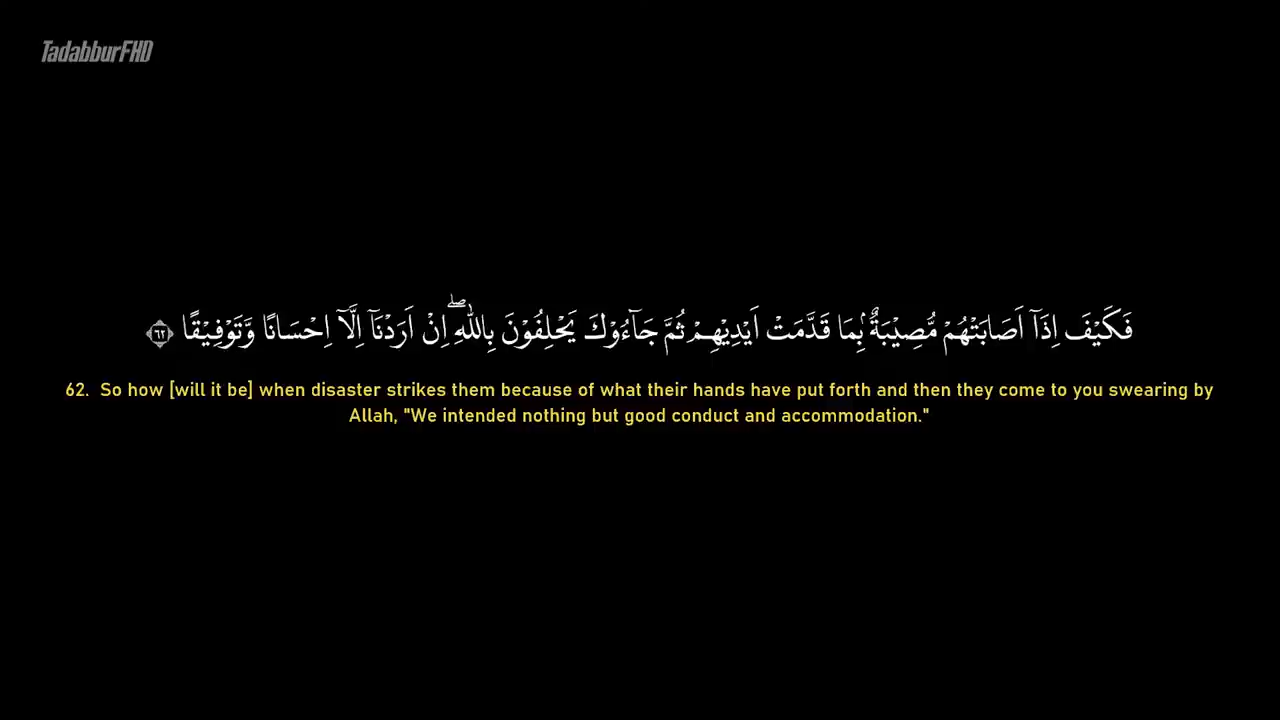 TadabburFHD
فَكَيْفَ اِذَآ اَصَابَتْهُمْ مُّصِيْبَةٌۢ بِمَا قَدَّمَتْ اَيْدِيْهِمْ ثُمَّ جَاۤءُوْكَ يَحْلِفُوْنَ بِاللّٰهِ ۖاِنْ اَرَدْنَآ اِلَّآ اِحْسَانًا وَّتَوْفِيْقًا ٦٢
62. So how [will it be] when disaster strikes them because of what their hands have put forth and then they come to you swearing by
Allah, "We intended nothing but good conduct and accommodation."